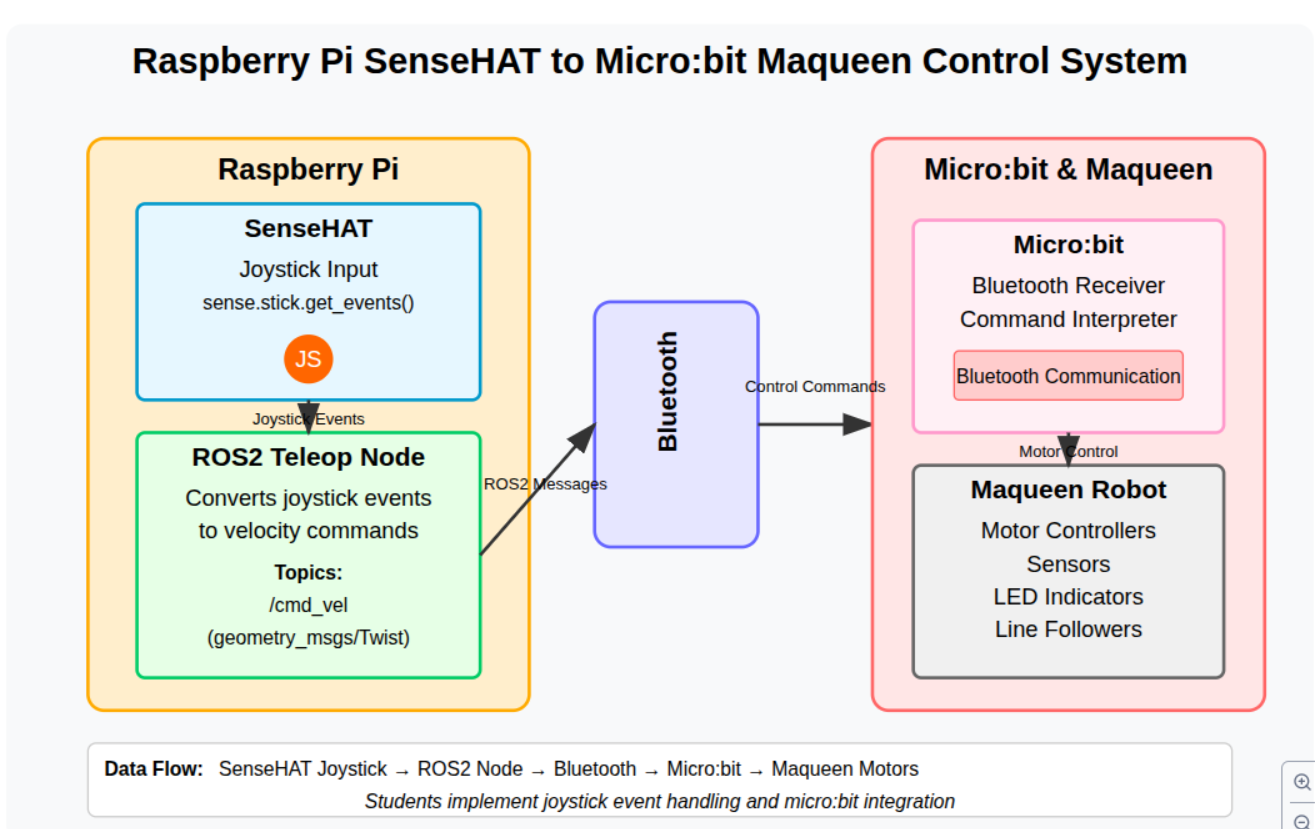 Raspberry Pi SenseHAT to Micro:bit Maqueen Control System
Raspberry Pi
SenseHAT
Joystick Input
sense.stick.get_events()
JS
Joystick Events
ROS2 Teleop Node
Converts joystick events
to velocity commands
Topics:
/cmd_vel
(geometry_msgs/Twist)
ROS2 Messages
Bluetooth
Control Commands
Micro:bit & Maqueen
Micro:bit
Bluetooth Receiver
Command Interpreter
Bluetooth Communication
Motor Control
Maqueen Robot
Motor Controllers
Sensors
LED Indicators
Line Followers
Data Flow: SenseHAT Joystick → ROS2 Node → Bluetooth → Micro:bit → Maqueen Motors
Students implement joystick event handling and micro:bit integration